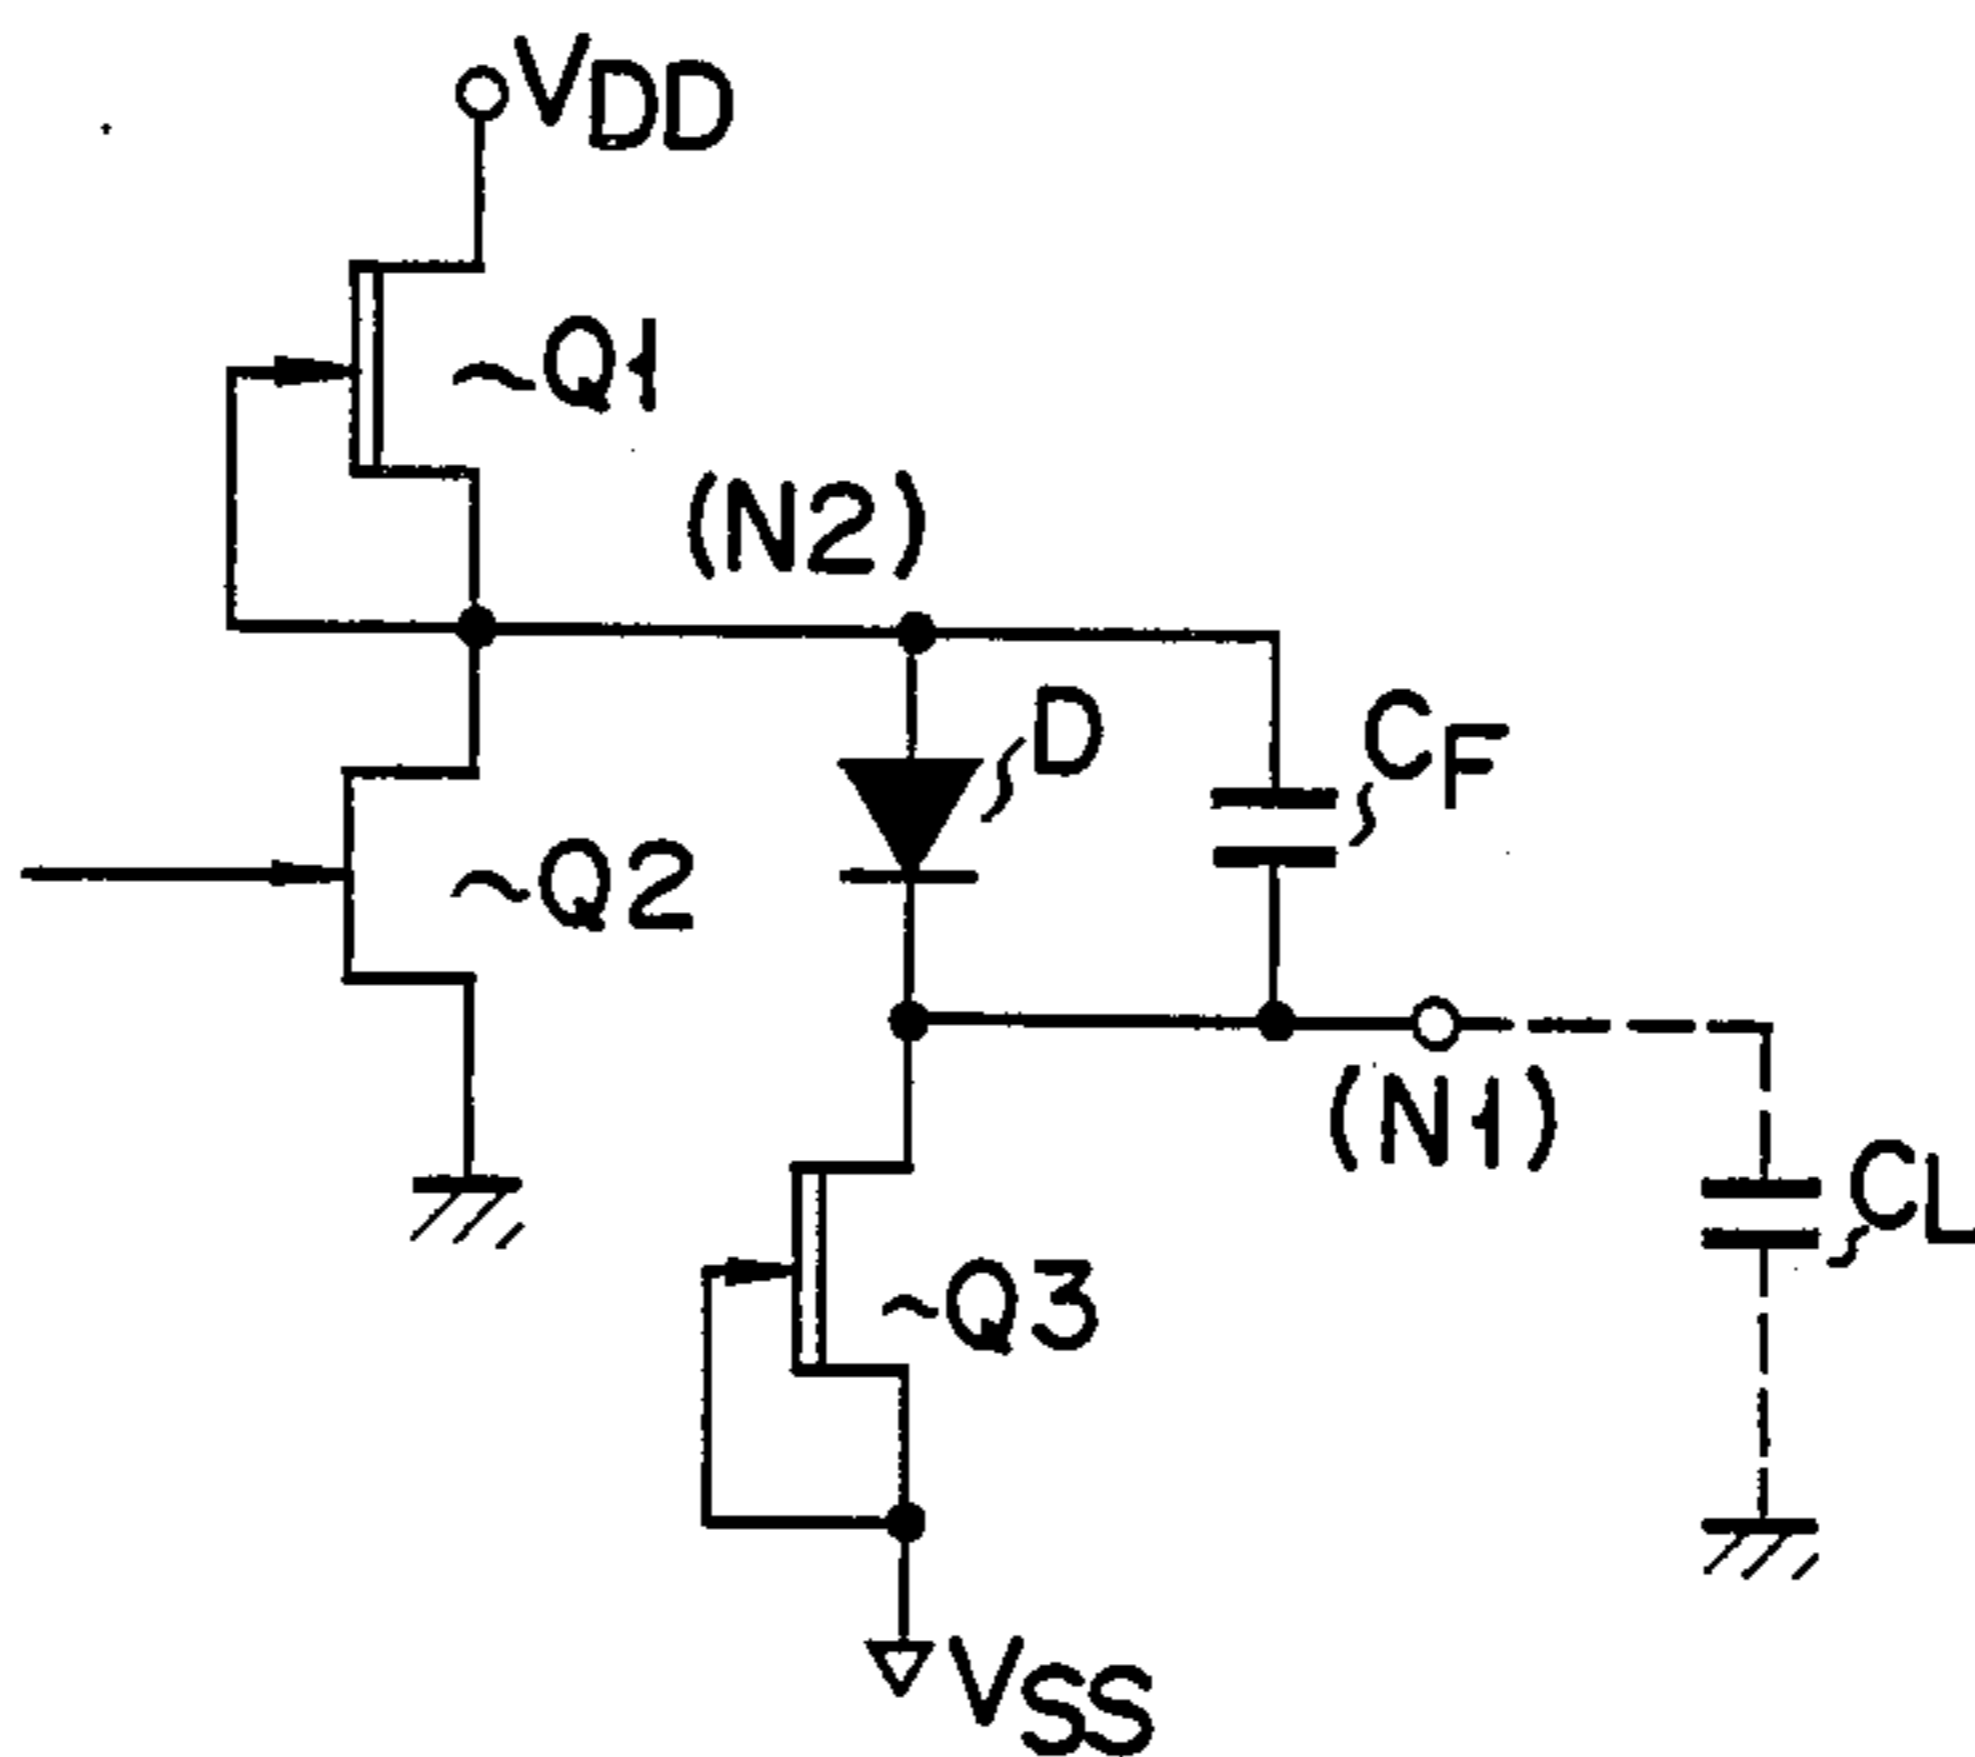 VDD
~Q1
(N2)
D
CF
~Q2
(N1)
CL
~Q3
VSS